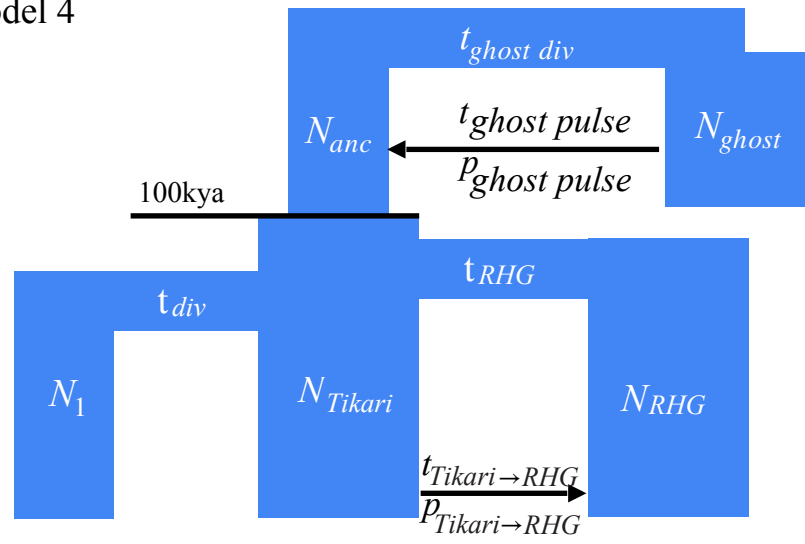 odel 4
t_ghost div
N_anc
t_ghost pulse
N_ghost
p_ghost pulse
100kya
t_div
t_RHG
N_1
N_Tikari
N_RHG
t_Tikari→RHG
p_Tikari→RHG